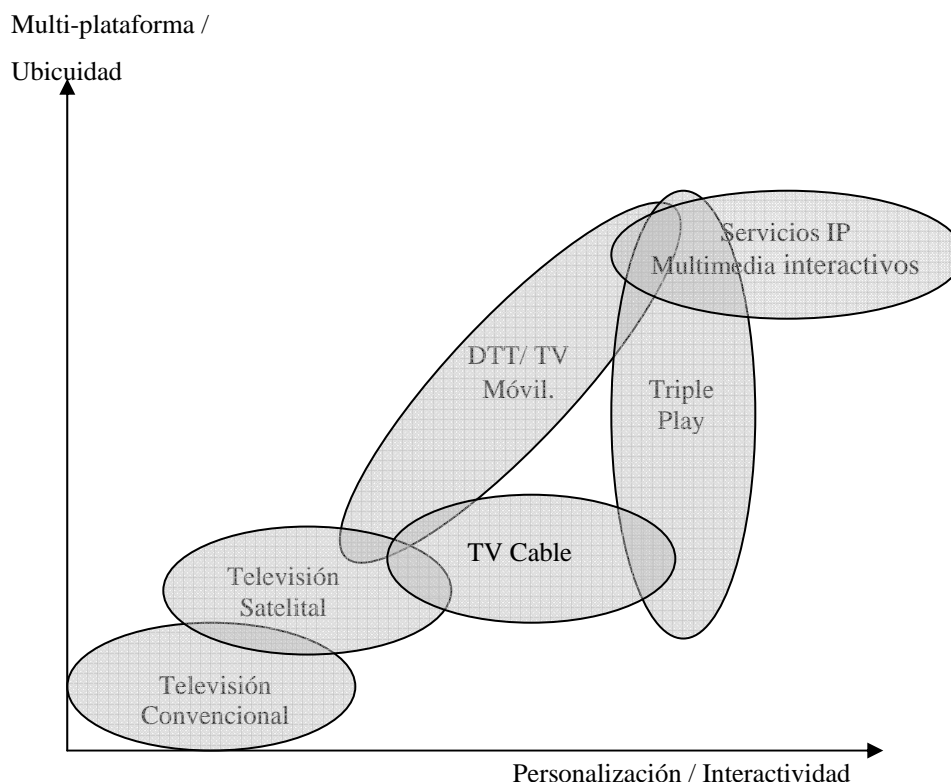 Multi-plataforma /
Ubicuidad
Servicios IP
Multimedia interactivos
DTT/ TV
Móvil.
Triple
Play
TV Cable
Televisión
Satelital
Televisión
Convencional
Personalización / Interactividad